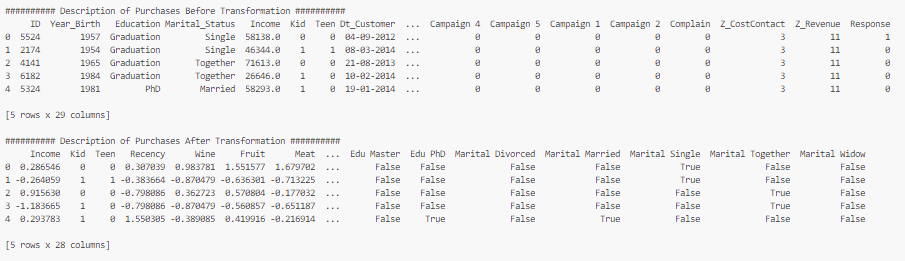 ########## Description of Purchases Before Transformation ##########
ID Year_Birth Education Marital_Status Income Kid Teen Dt_Customer ... Campaign 4 Campaign 5 Campaign 1 Campaign 2 Complain Z_CostContact Z_Revenue Response
0 5524 1957 Graduation Single 58138.0 0 0 04-09-2012 ... 0 0 0 0 0 3 11 1
1 2174 1954 Graduation Single 46344.0 1 1 08-03-2014 ... 0 0 0 0 0 3 11 0
2 4141 1965 Graduation Together 71613.0 0 0 21-08-2013 ... 0 0 0 0 0 3 11 0
3 6182 1984 Graduation Together 26646.0 1 0 10-02-2014 ... 0 0 0 0 0 3 11 0
4 5324 1981 PhD Married 58293.0 1 0 19-01-2014 ... 0 0 0 0 0 3 11 0
[5 rows x 29 columns]
########## Description of Purchases After Transformation ##########
Income Kid Teen Recency Wine Fruit Meat ... Edu Master Edu PhD Marital Divorced Marital Married Marital Single Marital Together Marital Widow
0 0.286546 0 0 0.307039 0.983781 1.551577 1.679702 ... False False False False True False False
1 -0.264059 1 1 -0.383664 -0.870479 -0.636301 -0.713225 ... False False False False True False False
2 0.915630 0 0 -0.798086 0.362723 0.570804 -0.177032 ... False False False False False True False
3 -1.183665 1 0 -0.798086 -0.870479 -0.560857 -0.651187 ... False False False False False True False
4 0.293783 1 0 1.550305 -0.389085 0.419916 -0.216914 ... False True False True False False False
[5 rows x 28 columns]